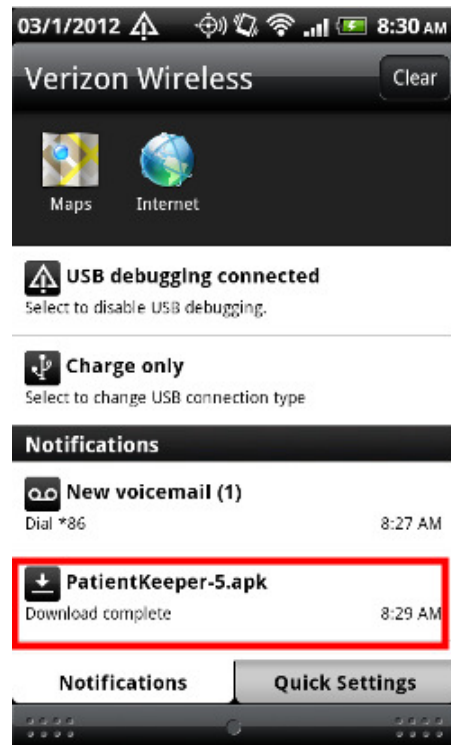 03/1/2012 8:30 AM
Verizon Wireless Clear
Maps Internet
USB debugging connected
Select to disable USB debugging.
Charge only
Select to change USB connection type
Notifications
New voicemail (1)
Dial *86 8:27 AM
PatientKeeper-5.apk
Download complete 8:29 AM
Notifications Quick Settings